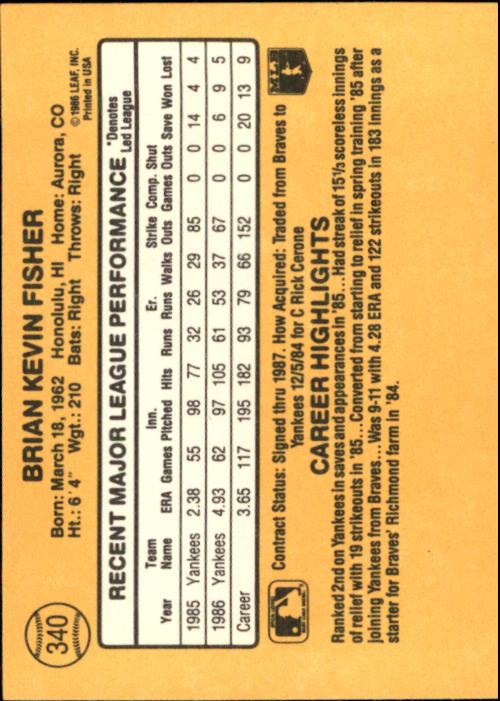 340
BRIAN KEVIN FISHER
Born: March 18, 1962 Honolulu, HI Home: Aurora, CO
Ht.: 6' 4" Wgt.: 210 Bats: Right Throws: Right
© 1986 LEAF, INC.
Printed in USA
RECENT MAJOR LEAGUE PERFORMANCE *Denotes Led League
Year Team Name ERA Games Inn. Pitched Hits Runs Er. Runs Walks Strike Outs Comp. Games Shut Outs Save Won Lost
1985 Yankees 2.38 55 98 77 32 26 29 85 0 0 14 4 4
1986 Yankees 4.93 62 97 105 61 53 37 67 0 0 6 9 5
Career 3.65 117 195 182 93 79 66 152 0 0 20 13 9
Contract Status: Signed thru 1987. How Acquired: Traded from Braves to
Yankees 12/5/84 for C Rick Cerone
MLB
CAREER HIGHLIGHTS
Ranked 2nd on Yankees in saves and appearances in '85... Had streak of 15⅓ scoreless innings
of relief with 19 strikeouts in '85... Converted from starting to relief in spring training '85 after
joining Yankees from Braves... Was 9-11 with 4.28 ERA and 122 strikeouts in 183 innings as a
starter for Braves' Richmond farm in '84.